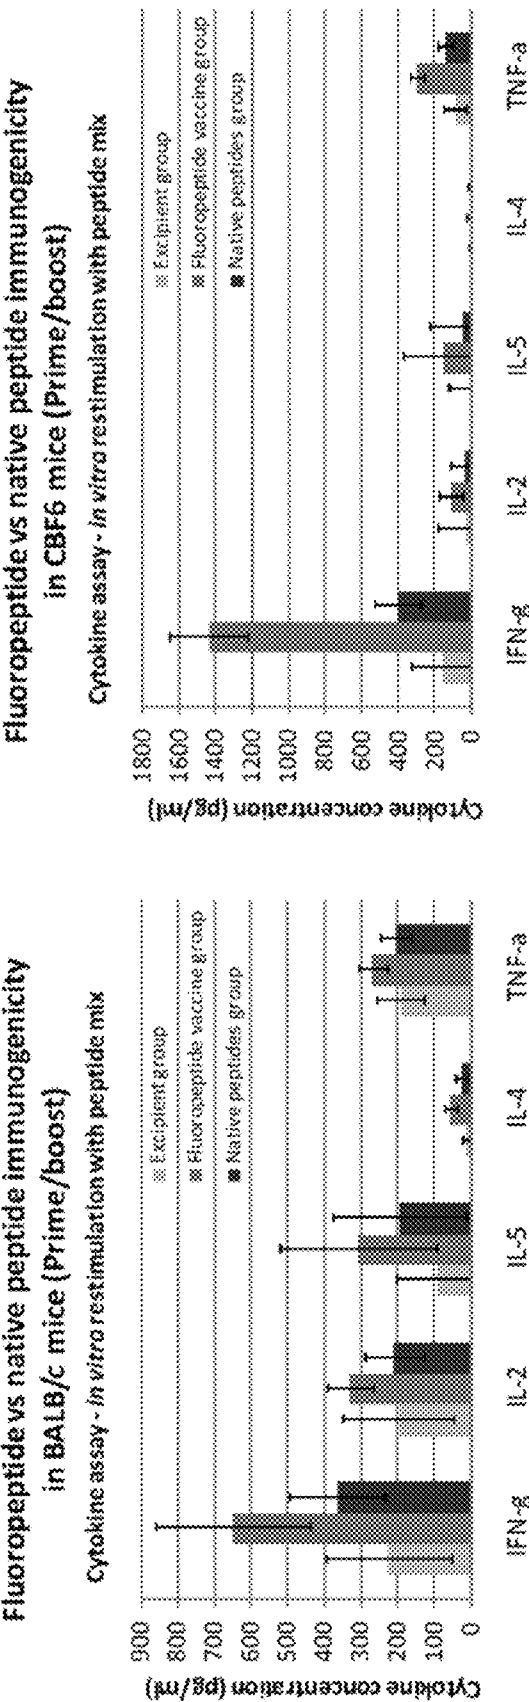 Fluoropeptide vs native peptide immunogenicity
in BALB/c mice (Prime/boost)
Cytokine assay - in vitro restimulation with peptide mix
Cytokine concentration (pg/ml)
900
800
700
600
500
400
300
200
100
0
Excipient group
Fluoropeptide vaccine group
Native peptides group
IFN-g
IL-2
IL-5
IL-4
TNF-a
Fluoropeptide vs native peptide immunogenicity
in CBF6 mice (Prime/boost)
Cytokine assay - in vitro restimulation with peptide mix
Cytokine concentration (pg/ml)
1800
1600
1400
1200
1000
800
600
400
200
0
Excipient group
Fluoropeptide vaccine group
Native peptides group
IFN-g
IL-2
IL-5
IL-4
TNF-a